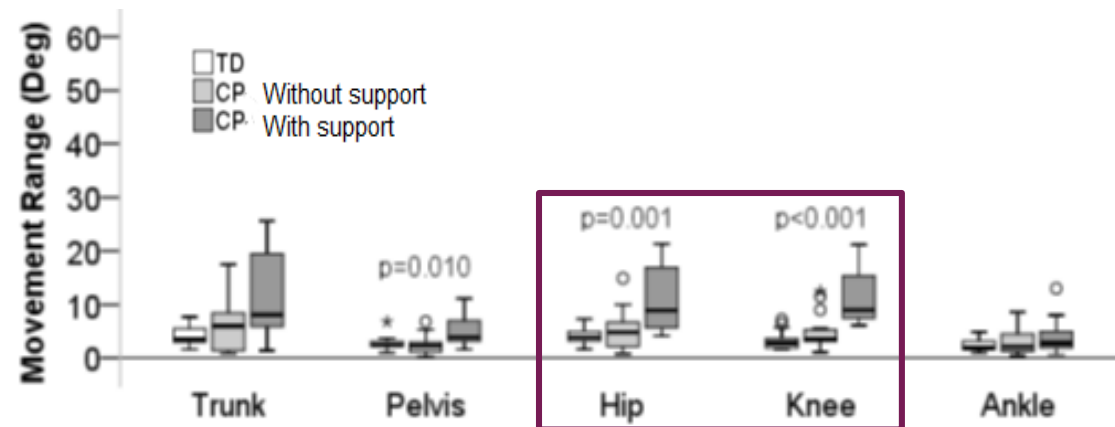 Movement Range (Deg)
60
50
40
30
20
10
0
TD
CP Without support
CP- With support
p=0.010
p=0.001
p<0.001
Trunk
Pelvis
Hip
Knee
Ankle